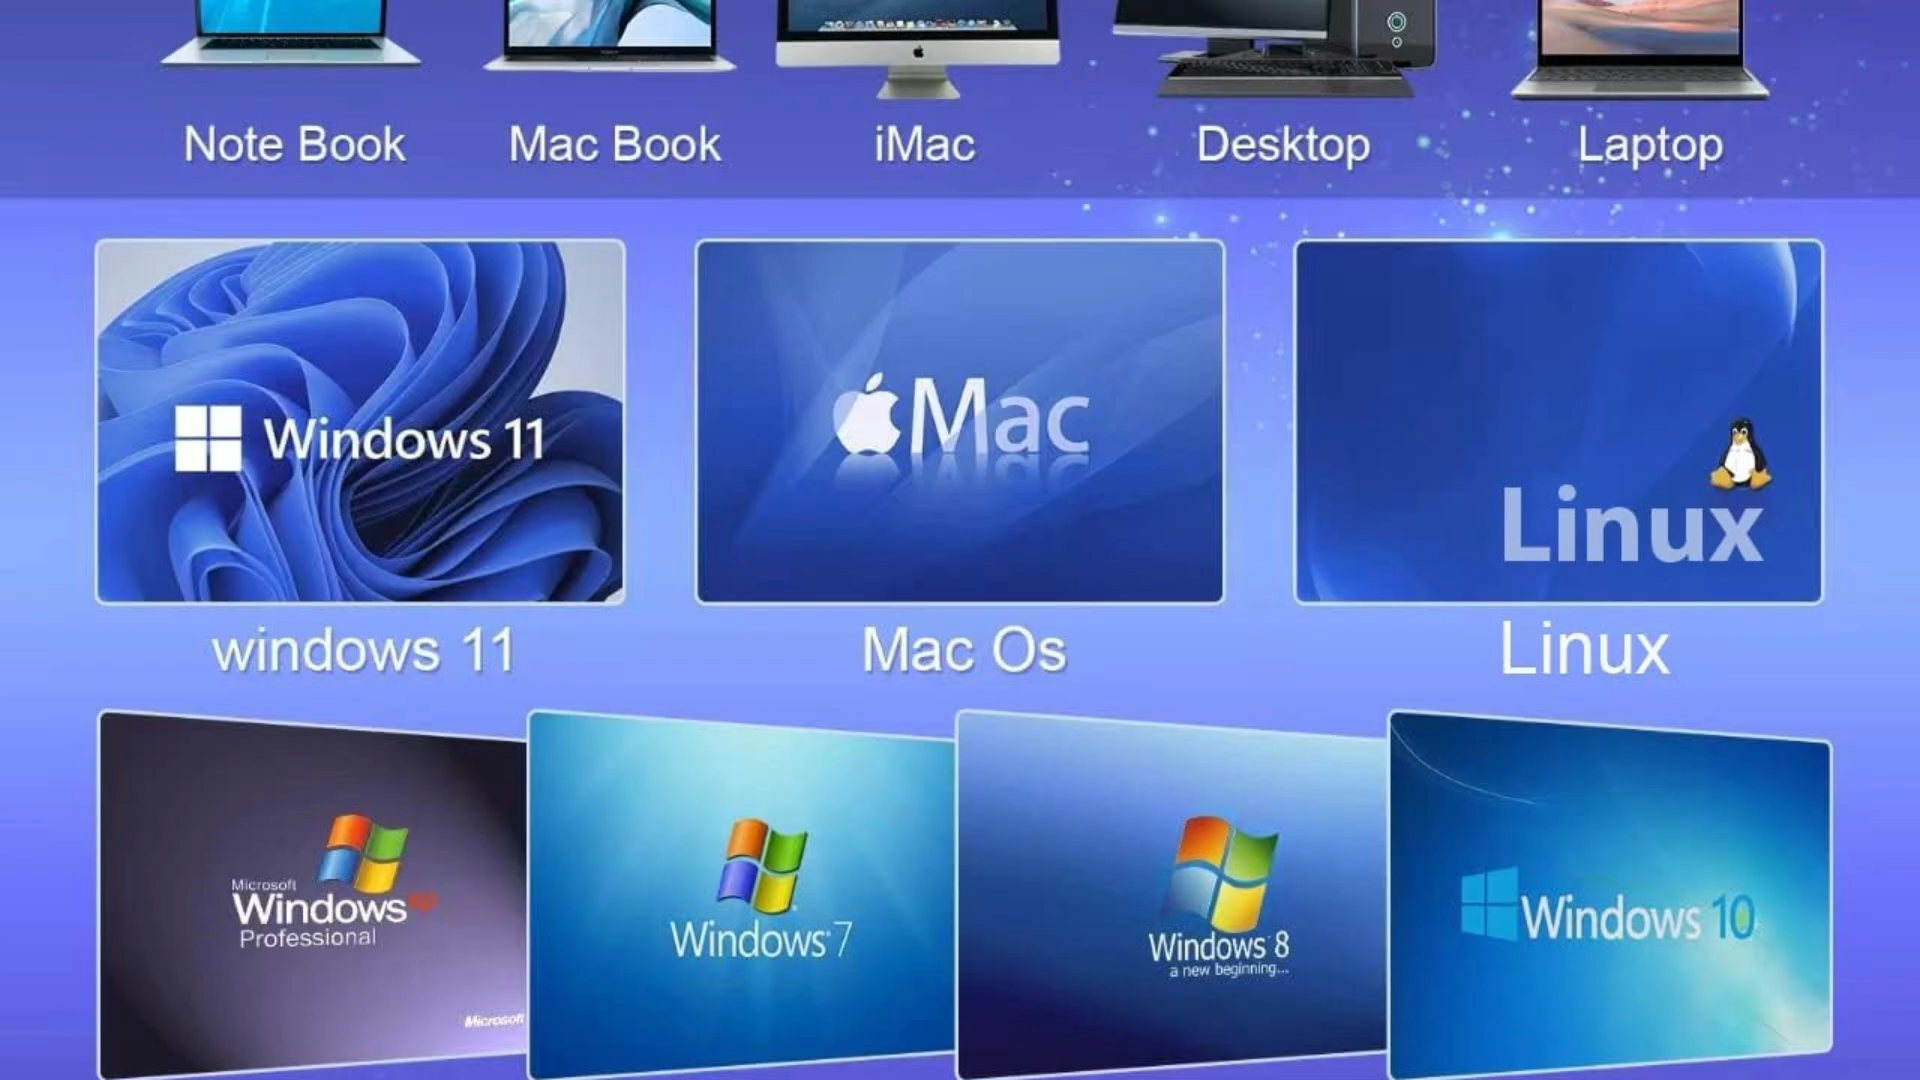 Note Book
Mac Book
iMac
Desktop
Laptop
Windows 11
Mac
Linux
windows 11
Mac Os
Linux
Microsoft
Windows xp
Professional
Microsoft
Windows 7
Windows 8
a new beginning...
Windows 10